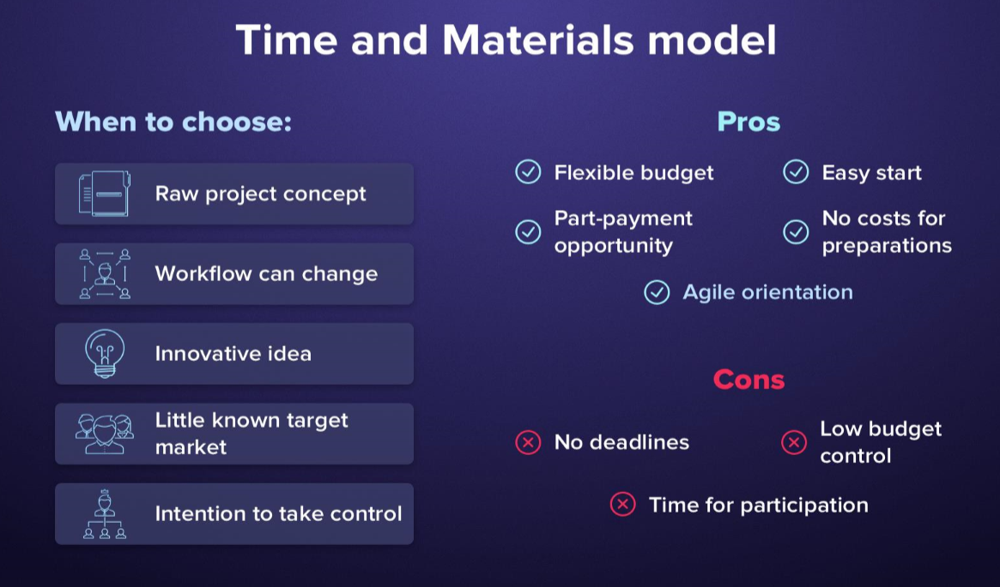 Time and Materials model
When to choose:
Raw project concept
Workflow can change
Innovative idea
Little known target
market
Intention to take control
Pros
Flexible budget
Easy start
Part-payment
opportunity
No costs for
preparations
Agile orientation
Cons
No deadlines
Low budget
control
Time for participation